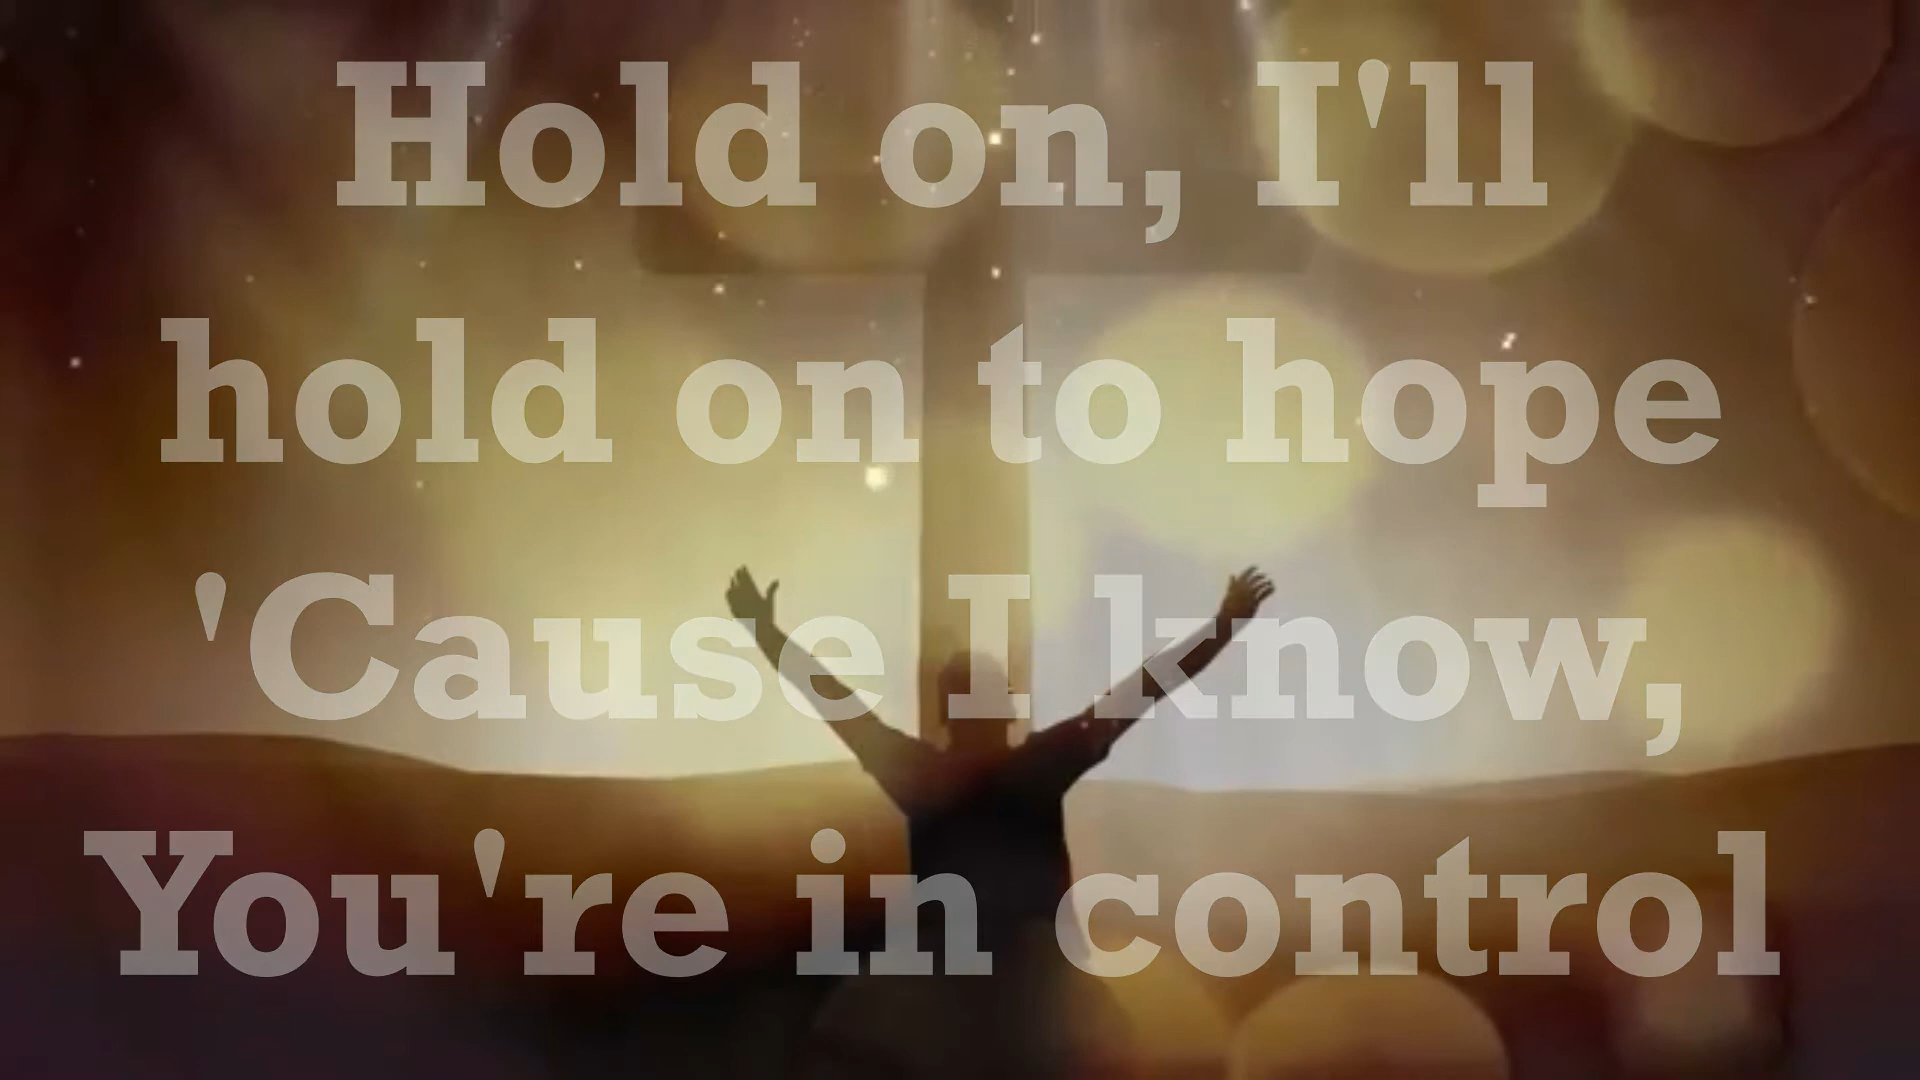 Hold on, I'll
hold on to hope
'Cause I know,
You're in control